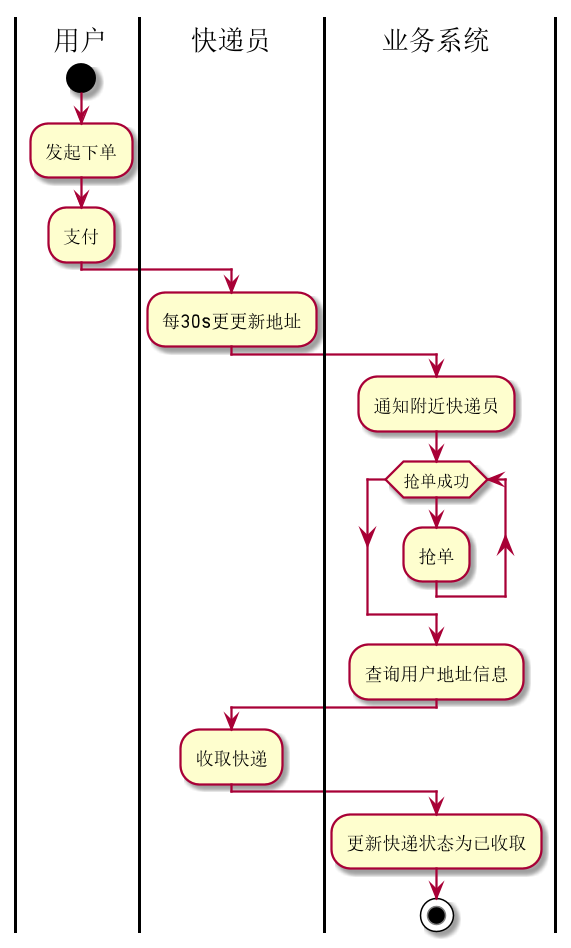 用户
快递员
业务系统
发起下单
支付
每30s更更新地址
通知附近快递员
抢单成功
抢单
查询用户地址信息
收取快递
更新快递状态为已收取